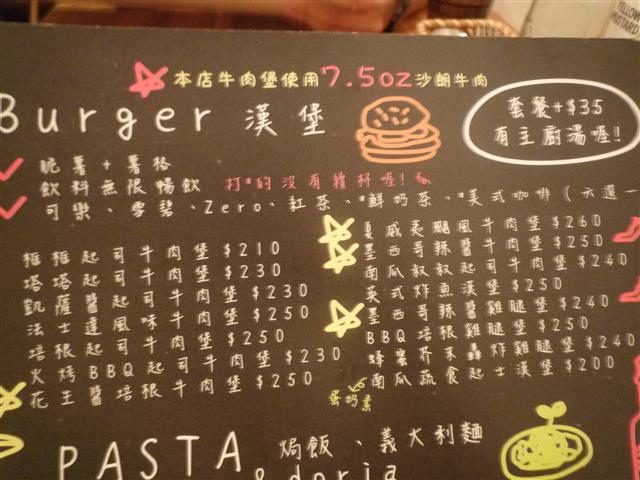 本店牛肉堡使用7.5oz沙朗牛肉
Burger 漢堡
套餐+$35
有主廚湯喔!
脆薯+薯格
飲料無限暢飲 打*的沒有續杯喔!
可樂、雪碧、Zero、紅茶、*鮮奶茶、*美式咖啡(六選一
框框起司牛肉堡$210
塔塔起司牛肉堡$230
凱薩醬起司牛肉堡$230
法士達風味牛肉堡$250
培根起司牛肉堡$250
火烤BBQ起司牛肉堡$230
花王醬培根牛肉堡$250
夏威夷颶風牛肉堡$260
墨西哥辣醬牛肉堡$250
南瓜奴奴起司牛肉堡$240
英式炸魚漢堡$250
墨西哥辣醬雞腿堡$240
BBQ培根雞腿堡$250
蜂蜜芥末轟炸雞腿堡$240
南瓜蔬食起士漢堡$200
蛋奶素
PASTA 焗飯、義大利麵
& doria